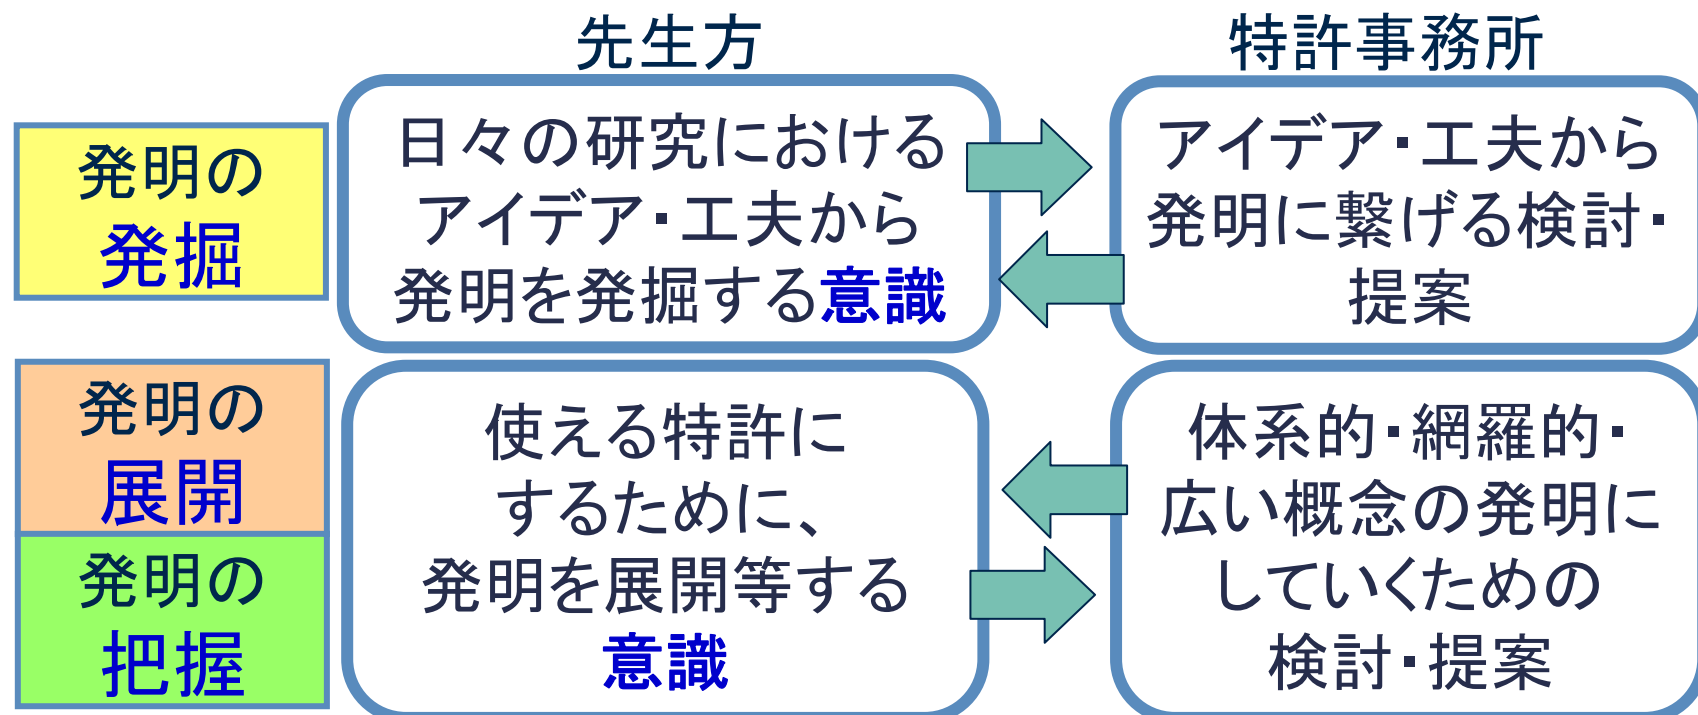 先生方
特許事務所
発明の
発掘
日々の研究における
アイデア・工夫から
発明を発掘する意識
アイデア・工夫から
発明に繋げる検討・
提案
発明の
展開
発明の
把握
使える特許に
するために、
発明を展開等する
意識
体系的・網羅的・
広い概念の発明に
していくための
検討・提案